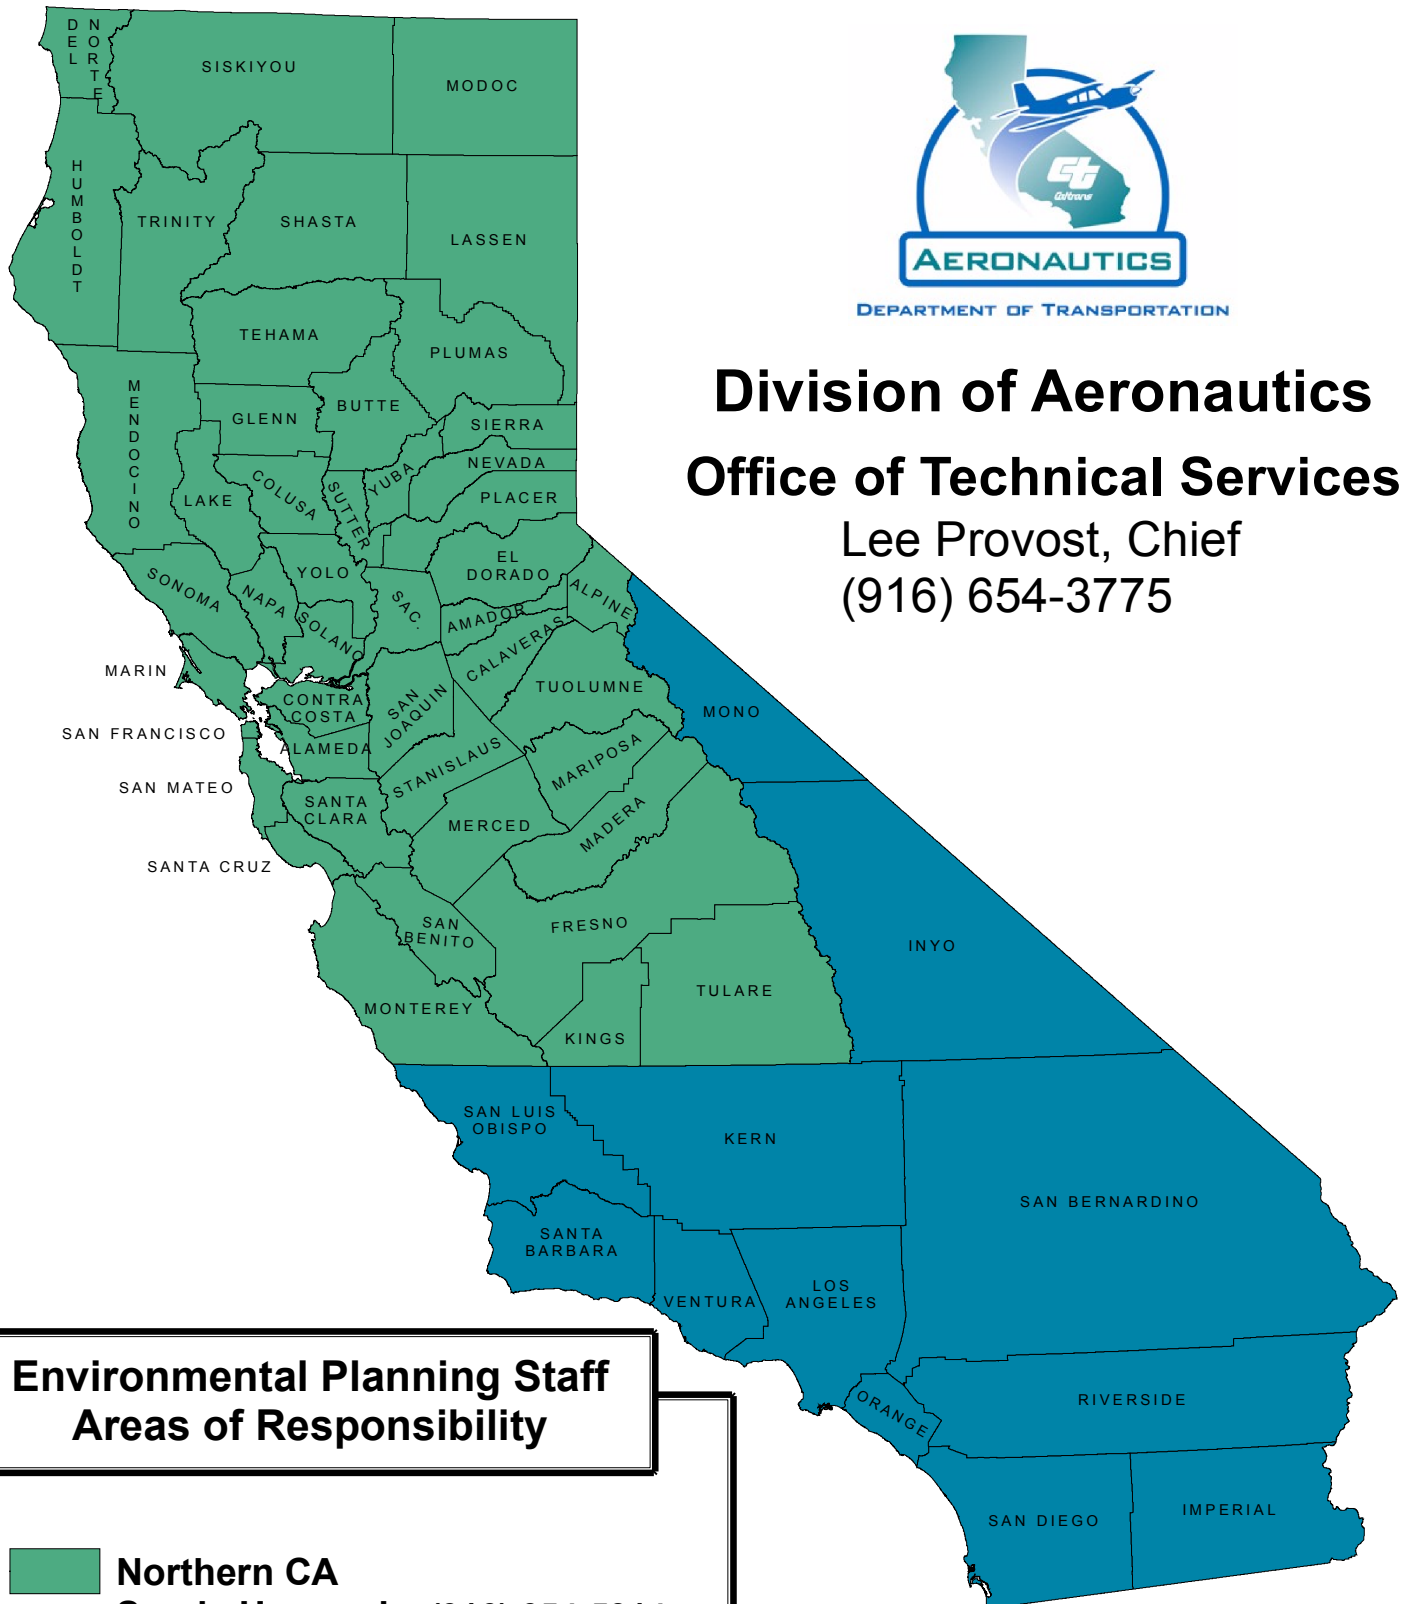 DEL NORTE
SISKIYOU
MODOC
HUMBOLDT
TRINITY
SHASTA
LASSEN
Caltrans
AERONAUTICS
DEPARTMENT OF TRANSPORTATION
TEHAMA
PLUMAS
MENDOCINO
GLENN
BUTTE
SIERRA
Division of Aeronautics
Office of Technical Services
Lee Provost, Chief
(916) 654-3775
NEVADA
YUBA
PLACER
LAKE
COLUSA
SUTTER
EL
DORADO
SONOMA
NAPA
YOLO
SOLANO
SAC.
AMADOR
ALPINE
CALAVERAS
MARIN
CONTRA
COSTA
SAN
JOAQUIN
TUOLUMNE
MONO
SAN FRANCISCO
ALAMEDA
STANISLAUS
MARIPOSA
SAN MATEO
SANTA
CLARA
MERCED
MADERA
SANTA CRUZ
SAN
BENITO
FRESNO
INYO
MONTEREY
KINGS
TULARE
SAN LUIS
OBISPO
KERN
SAN BERNARDINO
SANTA
BARBARA
VENTURA
LOS
ANGELES
ORANGE
RIVERSIDE
SAN DIEGO
IMPERIAL
Environmental Planning Staff
Areas of Responsibility
Northern CA